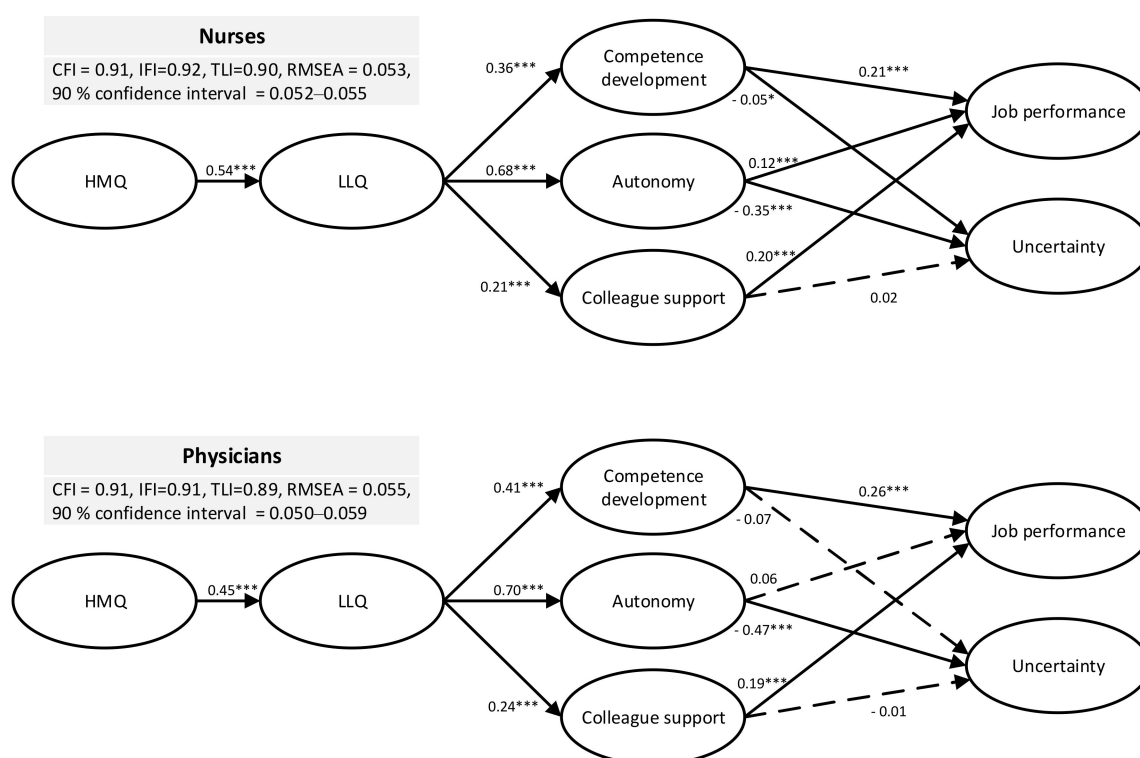 Nurses
CFI = 0.91, IFI=0.92, TLI=0.90, RMSEA = 0.053,
90 % confidence interval = 0.052–0.055
HMQ
0.54***
LLQ
0.36***
0.68***
0.21***
Competence
development
Autonomy
Colleague support
0.21***
- 0.05*
0.12***
- 0.35***
0.20***
0.02
Job performance
Uncertainty
Physicians
CFI = 0.91, IFI=0.91, TLI=0.89, RMSEA = 0.055,
90 % confidence interval = 0.050–0.059
HMQ
0.45***
LLQ
0.41***
0.70***
0.24***
Competence
development
Autonomy
Colleague support
0.26***
- 0.07
0.06
- 0.47***
0.19***
- 0.01
Job performance
Uncertainty